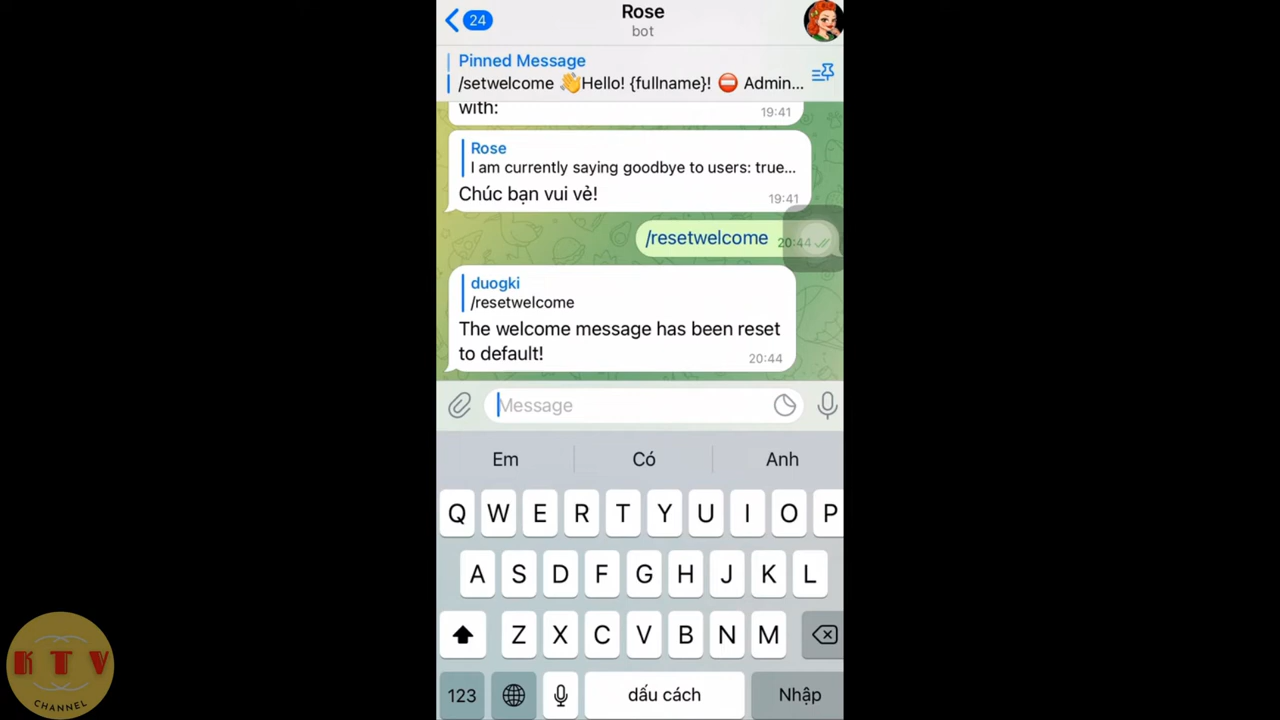 24
Rose
bot
Pinned Message
/setwelcome 👋Hello! {fullname}! ⛔ Admin...
with:
19:41
Rose
I am currently saying goodbye to users: true...
Chúc bạn vui vẻ!
19:41
/resetwelcome
20:44
duogki
/resetwelcome
The welcome message has been reset
to default!
20:44
Message
Em
Có
Anh
Q W E R T Y U I O P
A S D F G H J K L
Z X C V B N M
123
dấu cách
Nhập
KTV
CHANNEL